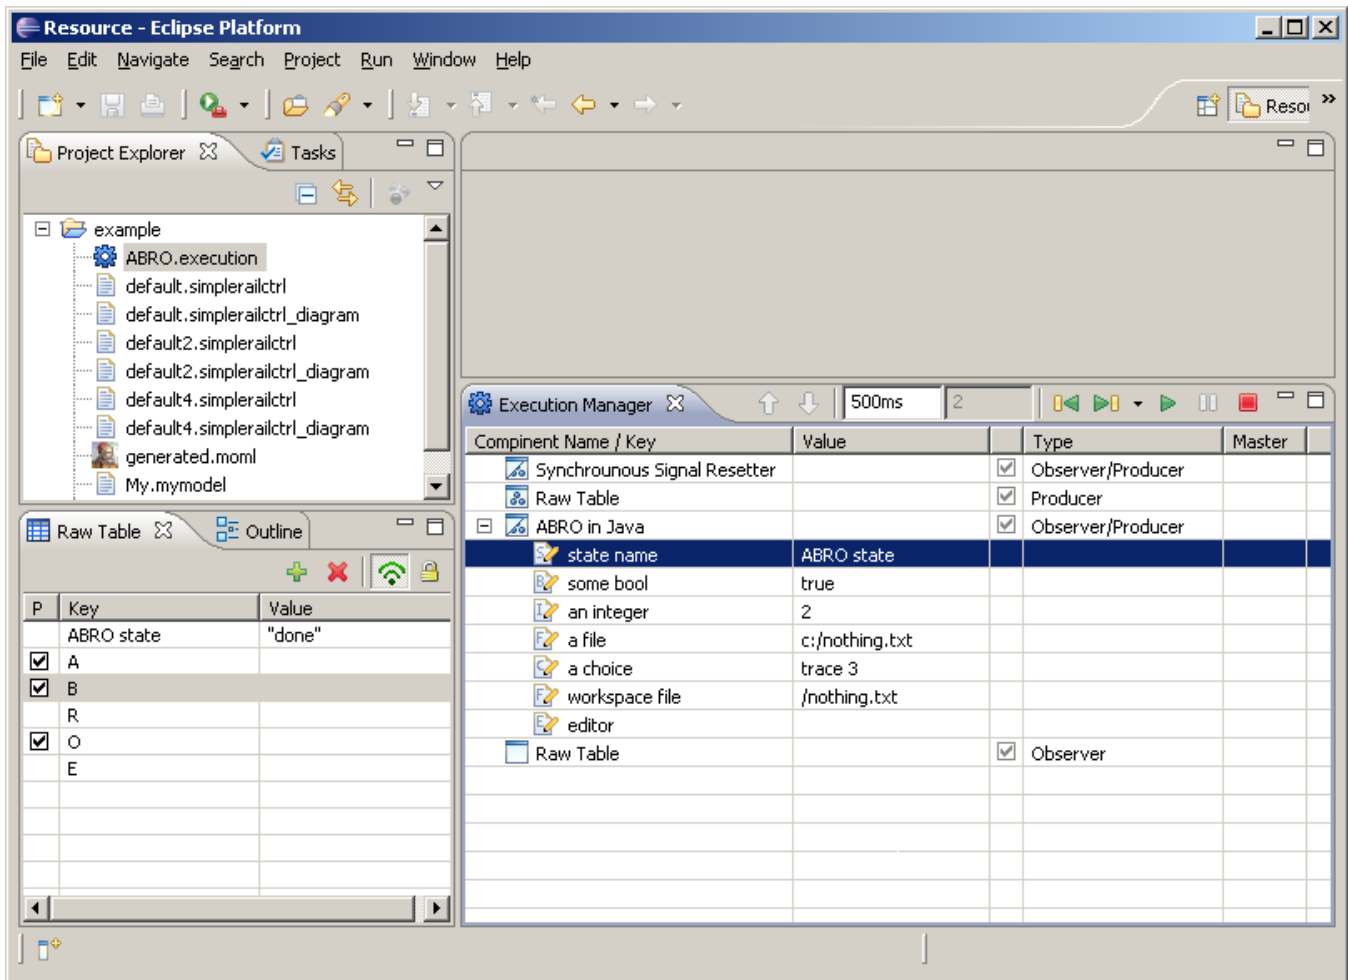 Resource - Eclipse Platform
File Edit Navigate Search Project Run Window Help
Project Explorer Tasks
example
ABRO.execution
default.simplerailctrl
default.simplerailctrl_diagram
default2.simplerailctrl
default2.simplerailctrl_diagram
default4.simplerailctrl
default4.simplerailctrl_diagram
generated.moml
My.mymodel
Raw Table Outline
P Key Value
ABRO state "done"
A
B
R
O
E
Resou »
Execution Manager 500ms 2
Compinent Name / Key Value Type Master
Synchrounous Signal Resetter Observer/Producer
Raw Table Producer
ABRO in Java Observer/Producer
state name ABRO state
some bool true
an integer 2
a file c:/nothing.txt
a choice trace 3
workspace file /nothing.txt
editor
Raw Table Observer